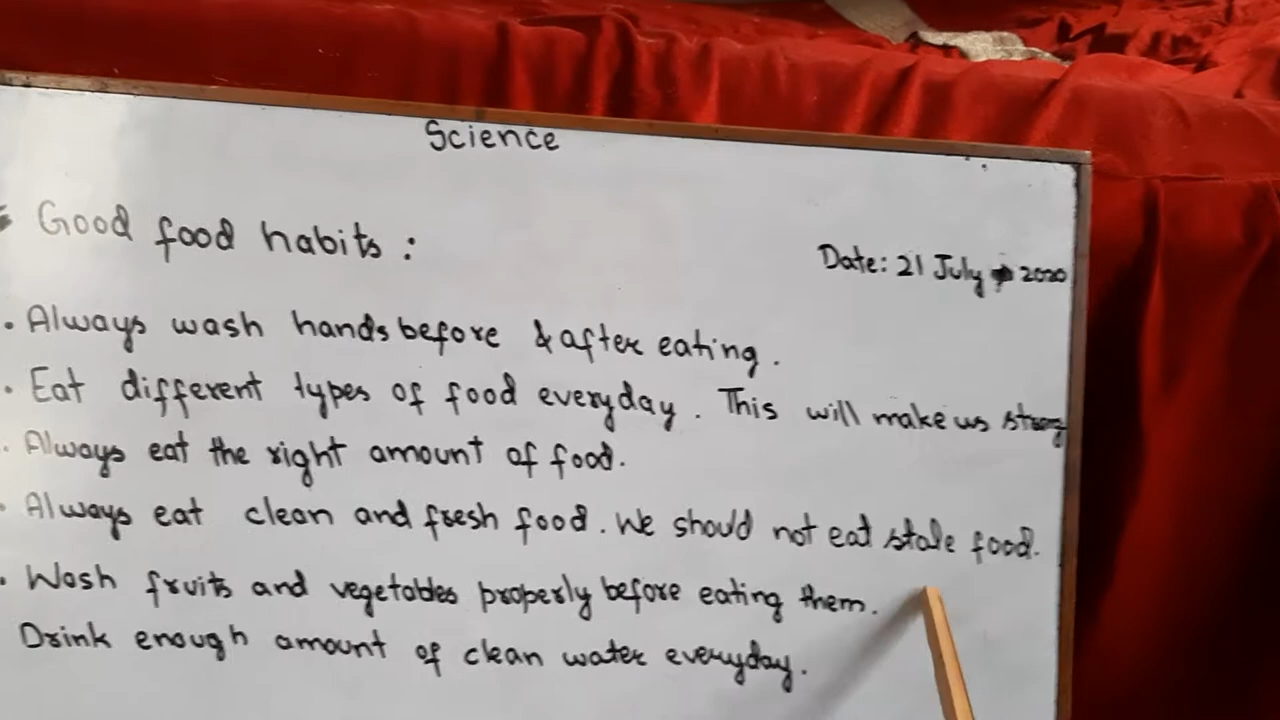 Science
Good food habits :
Date: 21 July 2020
. Always wash hands before & after eating.
. Eat different types of food everyday. This will make us strong
. Always eat the right amount of food.
. Always eat clean and fresh food. We should not eat stale food.
. Wash fruits and vegetables properly before eating them.
Drink enough amount of clean water everyday.